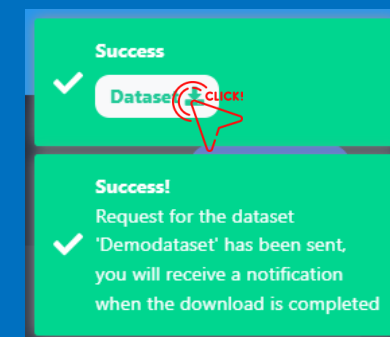 Success
Dataset CLICK!
Success!
Request for the dataset
'Demodataset' has been sent,
you will receive a notification
when the download is completed